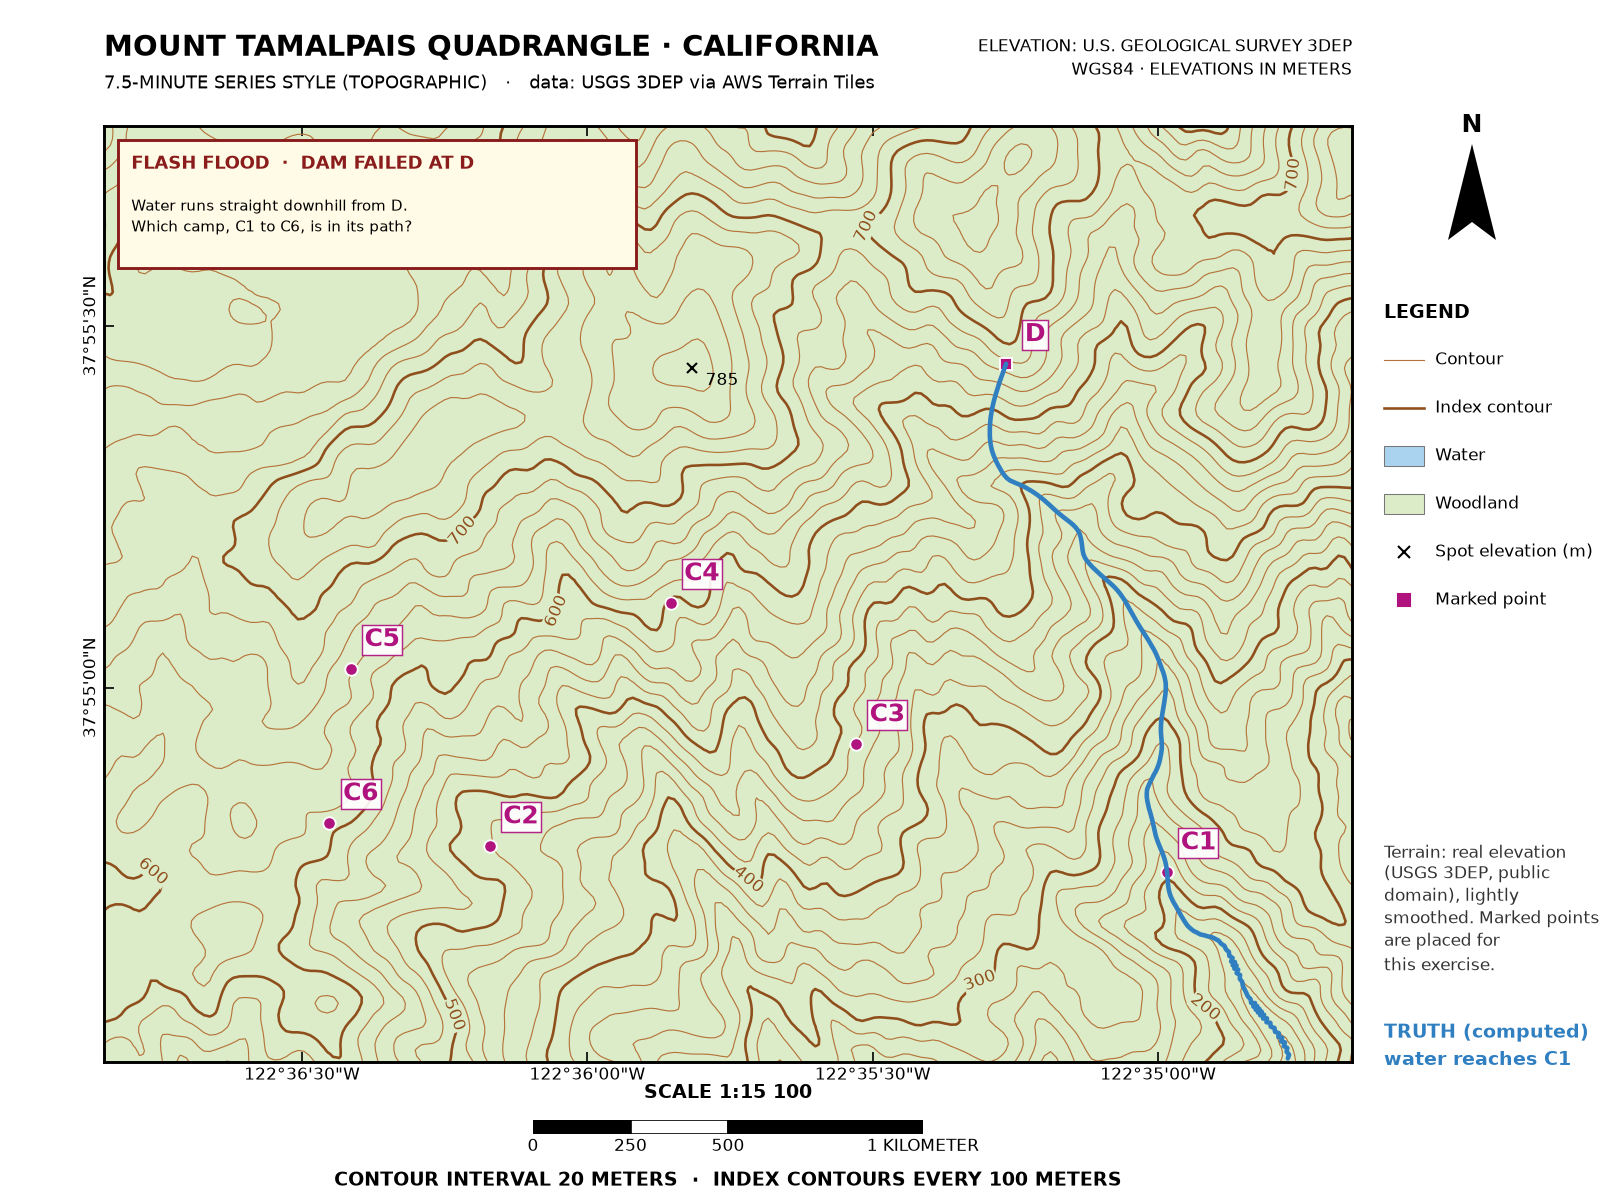 MOUNT TAMALPAIS QUADRANGLE · CALIFORNIA
7.5-MINUTE SERIES STYLE (TOPOGRAPHIC) · data: USGS 3DEP via AWS Terrain Tiles
ELEVATION: U.S. GEOLOGICAL SURVEY 3DEP
WGS84 · ELEVATIONS IN METERS
FLASH FLOOD · DAM FAILED AT D
Water runs straight downhill from D.
Which camp, C1 to C6, is in its path?
N
LEGEND
Contour
Index contour
Water
Woodland
Spot elevation (m)
Marked point
Terrain: real elevation
(USGS 3DEP, public
domain), lightly
smoothed. Marked points
are placed for
this exercise.
TRUTH (computed)
water reaches C1
37°55'30"N
37°55'00"N
700
700
D
785
700
C4
600
C5
C3
C6
C2
C1
600
400
300
500
200
122°36'30"W
122°36'00"W
122°35'30"W
122°35'00"W
SCALE 1:15 100
0
250
500
1 KILOMETER
CONTOUR INTERVAL 20 METERS · INDEX CONTOURS EVERY 100 METERS